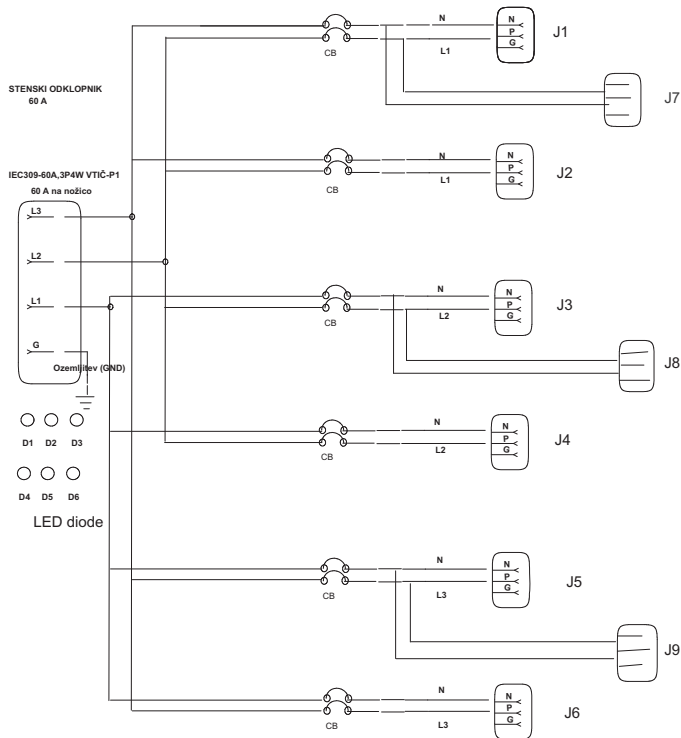 N
N
P
G
J1
CB
L1
J7
STENSKI ODKLOPNIK
60 A
N
N
P
G
J2
CB
L1
IEC309-60A,3P4W VTIČ-P1
60 A na nožico
L3
L2
L1
G
Ozemljitev (GND)
N
N
P
G
J3
CB
L2
J8
D1 D2 D3
N
N
P
G
J4
CB
L2
D4 D5 D6
LED diode
N
N
P
G
J5
CB
L3
J9
N
N
P
G
J6
CB
L3